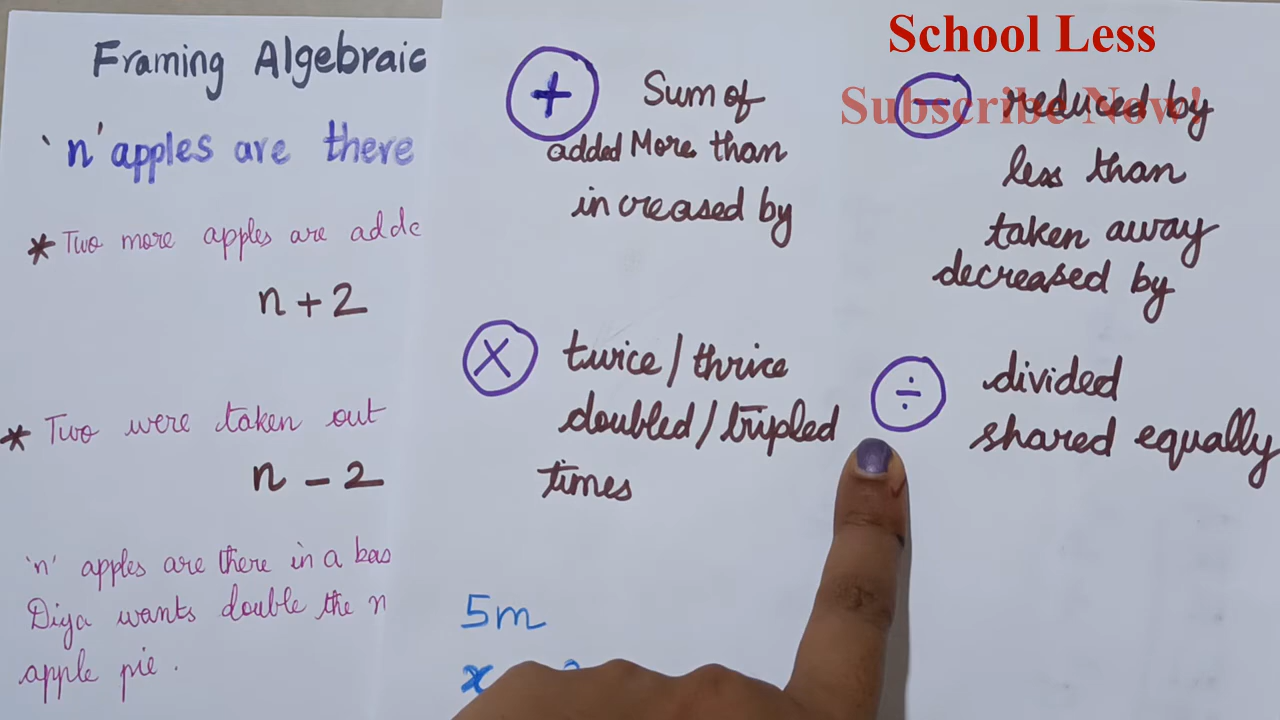 Framing Algebraic
'n' apples are there
* Two more apples are adde
n + 2
* Two were taken out
n - 2
'n' apples are there in a bas
Diya wants double the n
apple pie.
+ Sum of
added More than
increased by
School Less
Subscribe Now!
- reduced by
less than
taken away
decreased by
× twice / thrice
doubled / tripled
times
÷ divided
shared equally
5m
x